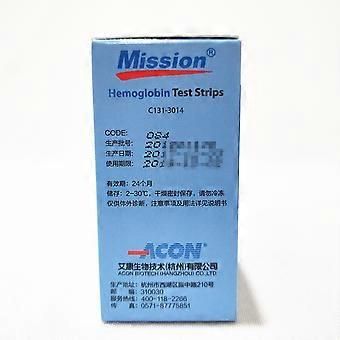 Mission®
Hemoglobin Test Strips
C131-3014
CODE: 084
生产批号: 201
生产日期: 201
使用期限: 201
有效期: 24个月
储存: 2-30℃, 干燥密封保存, 请勿冷冻
仅供体外诊断, 注意事项及用法详见说明书
ACON
艾康生物技术(杭州)有限公司
ACON BIOTECH (HANGZHOU) CO., LTD.
生产地址: 杭州市西湖区振中路210号
邮 编: 310030
服务热线: 400-118-2266
传 真: 0571-87775851